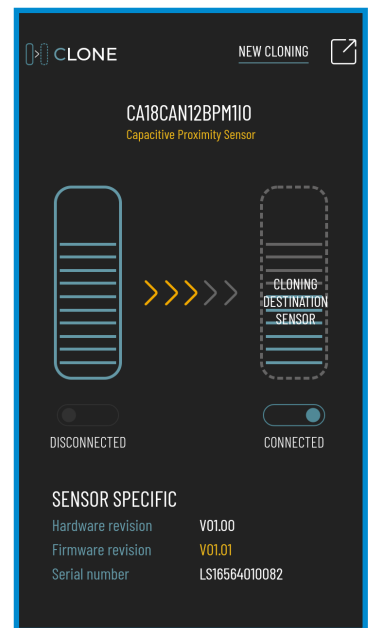 CLONE
NEW CLONING
CA18CAN12BPM1IO
Capacitive Proximity Sensor
CLONING
DESTINATION
SENSOR
DISCONNECTED
CONNECTED
SENSOR SPECIFIC
Hardware revision V01.00
Firmware revision V01.01
Serial number LS16564010082